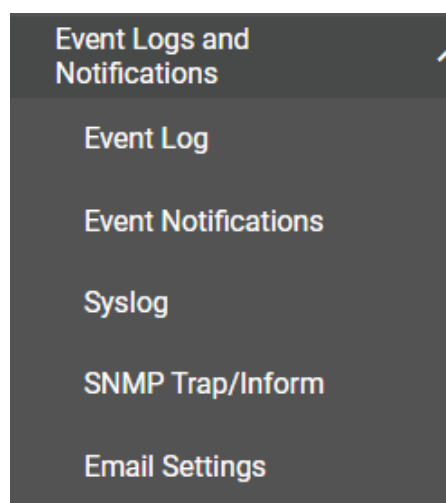 Event Logs and
Notifications
Event Log
Event Notifications
Syslog
SNMP Trap/Inform
Email Settings